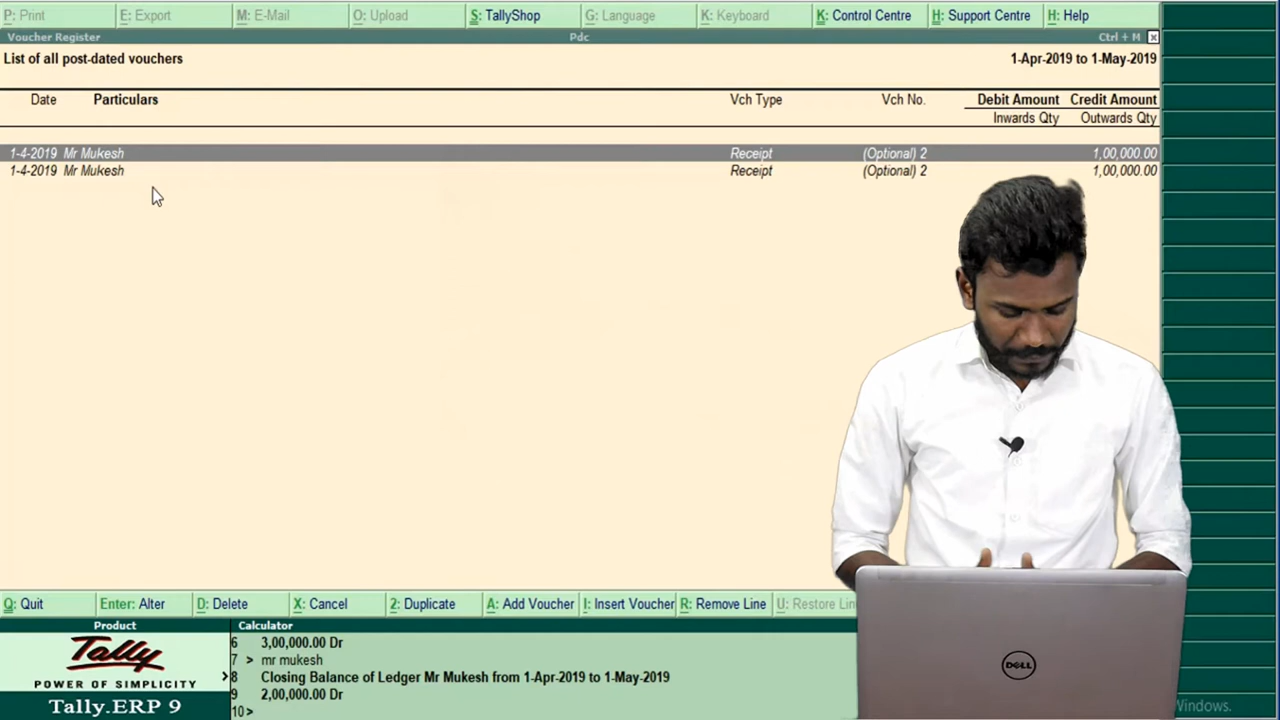 P: Print E: Export M: E-Mail O: Upload S: TallyShop G: Language K: Keyboard K: Control Centre H: Support Centre H: Help
Voucher Register Pdc Ctrl + M x
List of all post-dated vouchers 1-Apr-2019 to 1-May-2019
Date Particulars Vch Type Vch No. Debit Amount Credit Amount
Inwards Qty Outwards Qty
1-4-2019 Mr Mukesh Receipt (Optional) 2 1,00,000.00
1-4-2019 Mr Mukesh Receipt (Optional) 2 1,00,000.00
Q: Quit Enter: Alter D: Delete X: Cancel 2: Duplicate A: Add Voucher I: Insert Voucher R: Remove Line U: Restore Lin
Product Calculator
Tally
POWER OF SIMPLICITY
Tally.ERP 9
6 3,00,000.00 Dr
7 > mr mukesh
8 Closing Balance of Ledger Mr Mukesh from 1-Apr-2019 to 1-May-2019
9 2,00,000.00 Dr
10>
DELL
Windows.